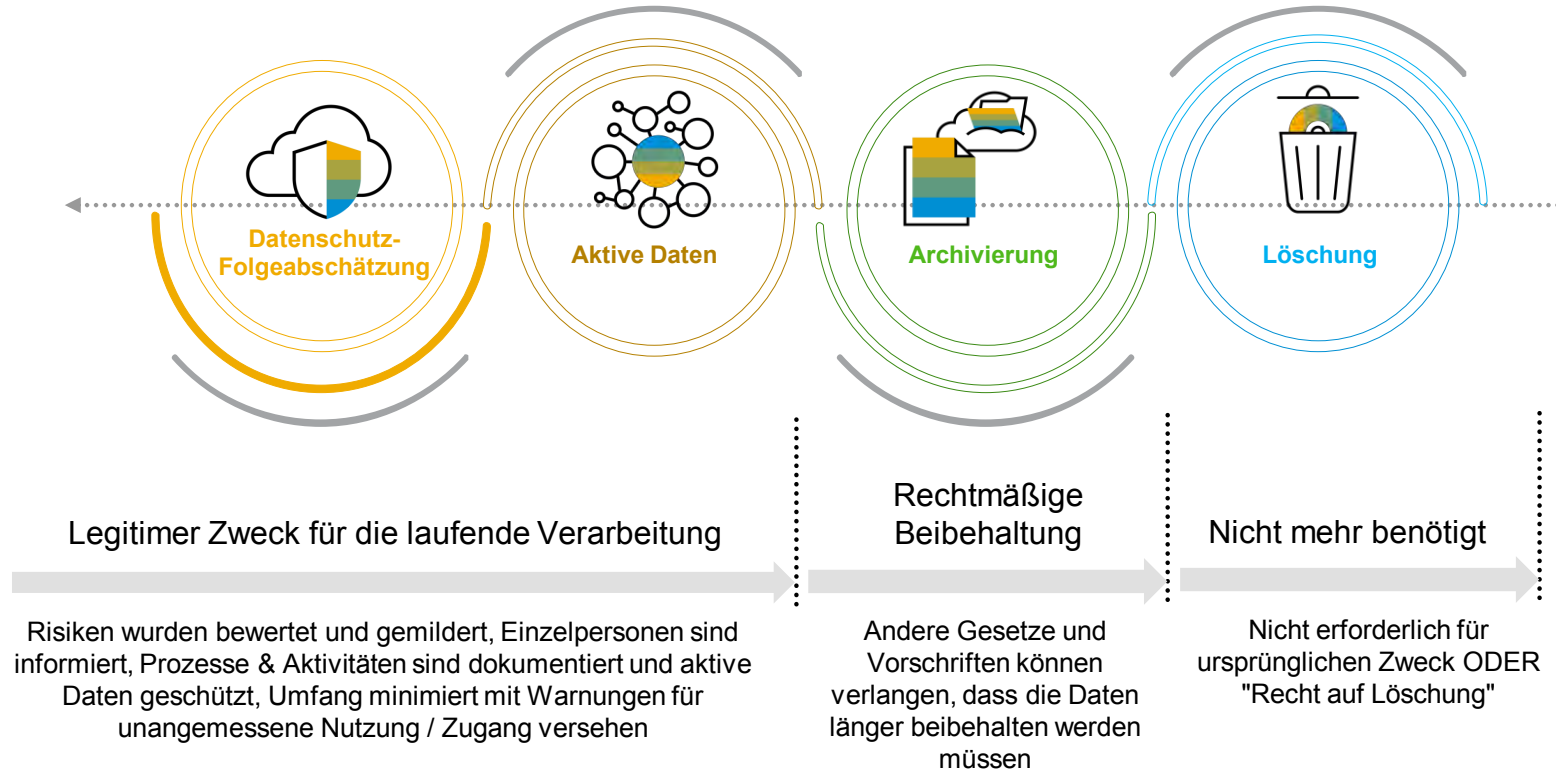 Datenschutz-
Folgeabschätzung
Aktive Daten
Archivierung
Löschung
Legitimer Zweck für die laufende Verarbeitung
Rechtmäßige
Beibehaltung
Nicht mehr benötigt
Risiken wurden bewertet und gemildert, Einzelpersonen sind
informiert, Prozesse & Aktivitäten sind dokumentiert und aktive
Daten geschützt, Umfang minimiert mit Warnungen für
unangemessene Nutzung / Zugang versehen
Andere Gesetze und
Vorschriften können
verlangen, dass die Daten
länger beibehalten werden
müssen
Nicht erforderlich für
ursprünglichen Zweck ODER
"Recht auf Löschung"